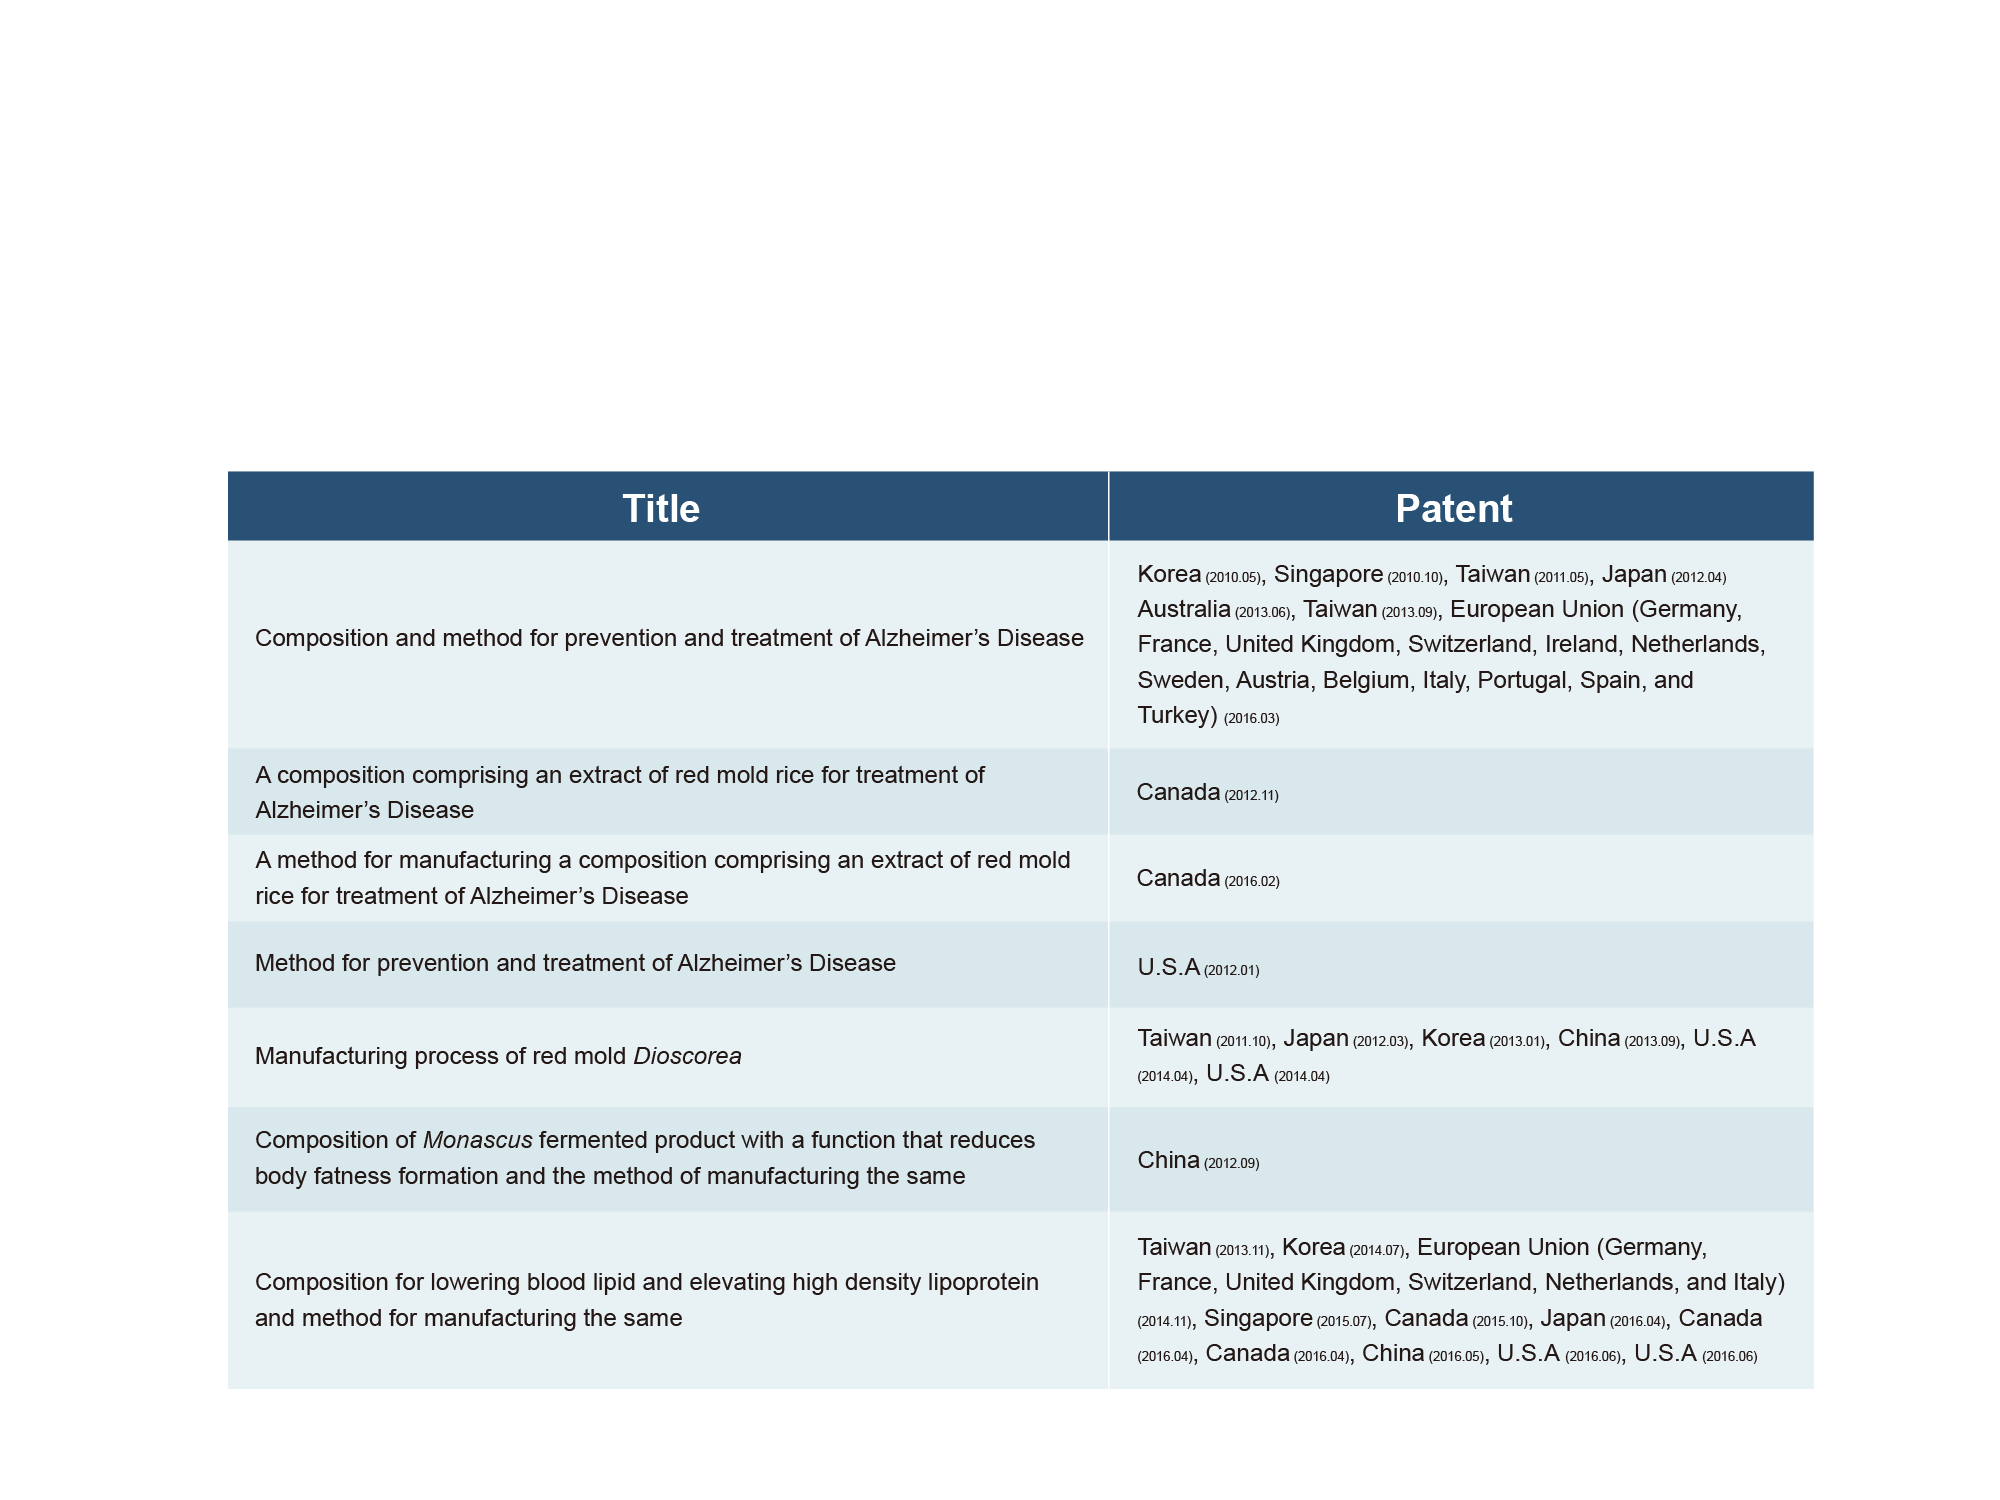 Title
Patent
Composition and method for prevention and treatment of Alzheimer’s Disease
Korea (2010.05), Singapore (2010.10), Taiwan (2011.05), Japan (2012.04)
Australia (2013.06), Taiwan (2013.09), European Union (Germany,
France, United Kingdom, Switzerland, Ireland, Netherlands,
Sweden, Austria, Belgium, Italy, Portugal, Spain, and
Turkey) (2016.03)
A composition comprising an extract of red mold rice for treatment of
Alzheimer’s Disease
Canada (2012.11)
A method for manufacturing a composition comprising an extract of red mold
rice for treatment of Alzheimer’s Disease
Canada (2016.02)
Method for prevention and treatment of Alzheimer’s Disease
U.S.A (2012.01)
Manufacturing process of red mold Dioscorea
Taiwan (2011.10), Japan (2012.03), Korea (2013.01), China (2013.09), U.S.A
(2014.04), U.S.A (2014.04)
Composition of Monascus fermented product with a function that reduces
body fatness formation and the method of manufacturing the same
China (2012.09)
Composition for lowering blood lipid and elevating high density lipoprotein
and method for manufacturing the same
Taiwan (2013.11), Korea (2014.07), European Union (Germany,
France, United Kingdom, Switzerland, Netherlands, and Italy)
(2014.11), Singapore (2015.07), Canada (2015.10), Japan (2016.04), Canada
(2016.04), Canada (2016.04), China (2016.05), U.S.A (2016.06), U.S.A (2016.06)